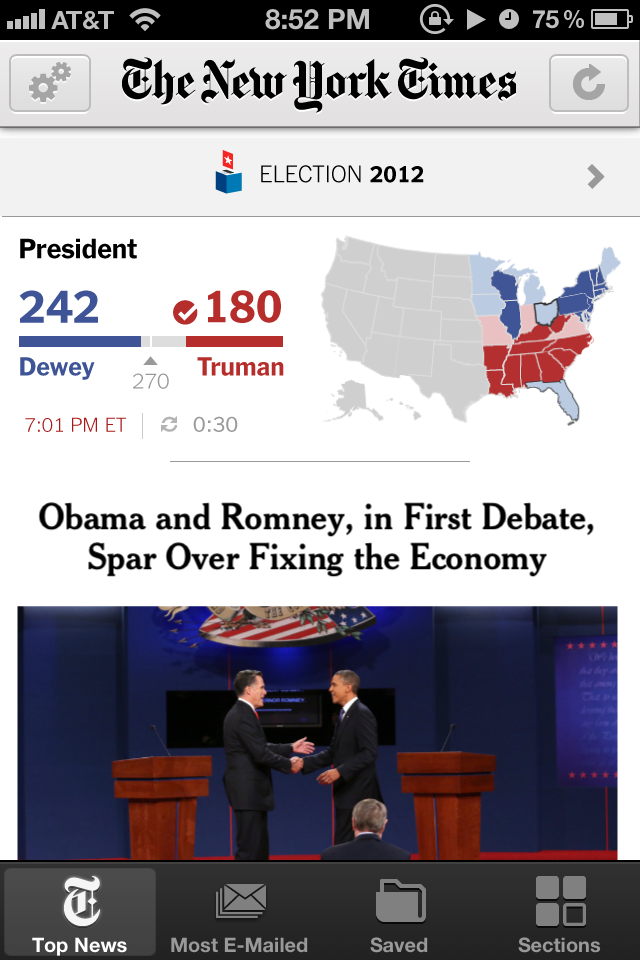 AT&T 8:52 PM 75%
The New York Times
ELECTION 2012
President
242 180
Dewey Truman
270
7:01 PM ET 0:30
Obama and Romney, in First Debate,
Spar Over Fixing the Economy
Top News Most E-Mailed Saved Sections